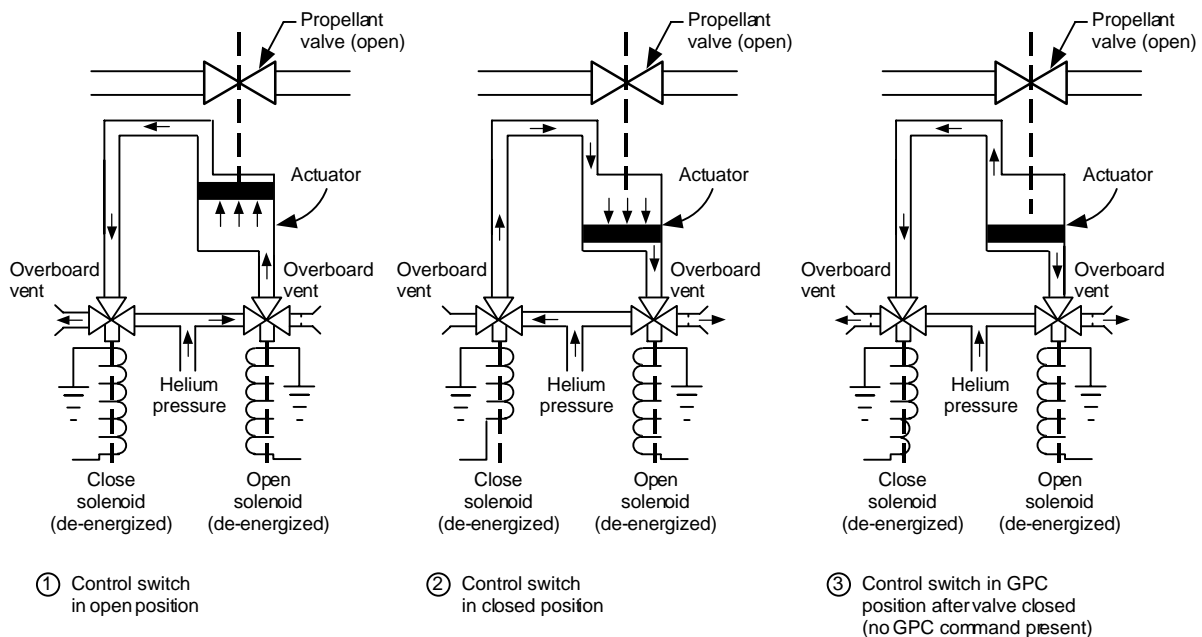 Propellant
valve (open)
Actuator
Overboard
vent
Overboard
vent
Helium
pressure
Close
solenoid
(de-energized)
Open
solenoid
(de-energized)
1 Control switch
in open position
Propellant
valve (open)
Actuator
Overboard
vent
Overboard
vent
Helium
pressure
Close
solenoid
(de-energized)
Open
solenoid
(de-energized)
2 Control switch
in closed position
Propellant
valve (open)
Actuator
Overboard
vent
Overboard
vent
Helium
pressure
Close
solenoid
(de-energized)
Open
solenoid
(de-energized)
3 Control switch in GPC
position after valve closed
(no GPC command present)